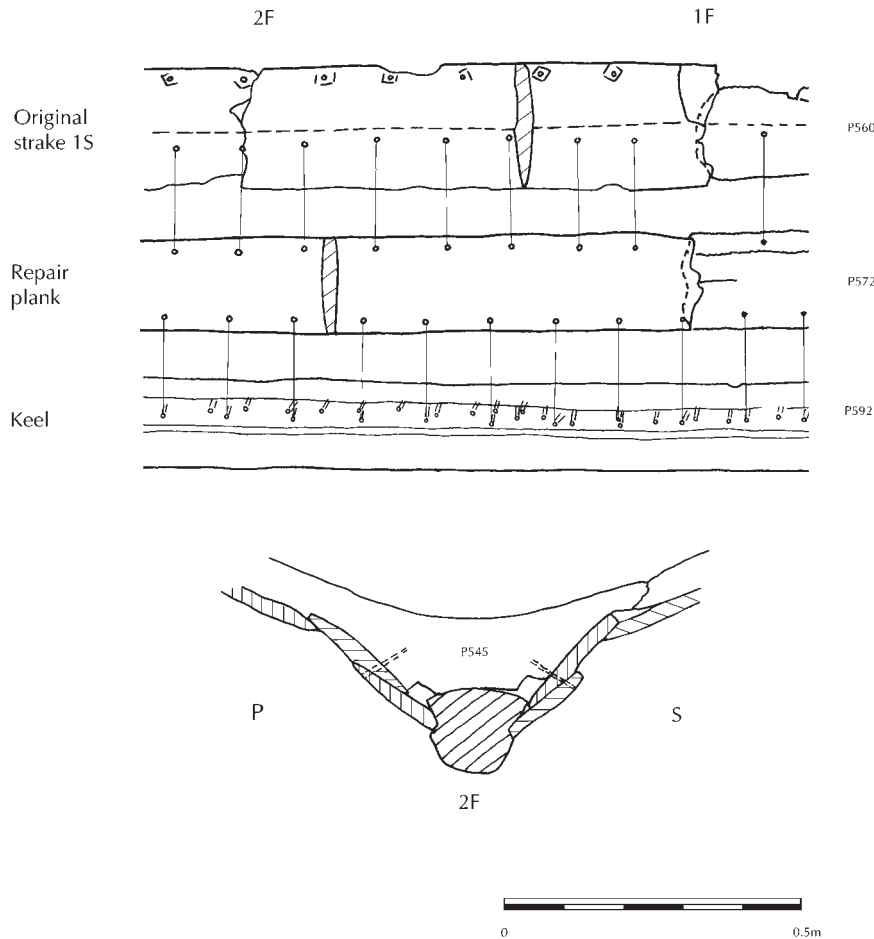 2F
1F
Original
strake 1S
P560
Repair
plank
P572
Keel
P592
P545
P
S
2F
0
0.5m